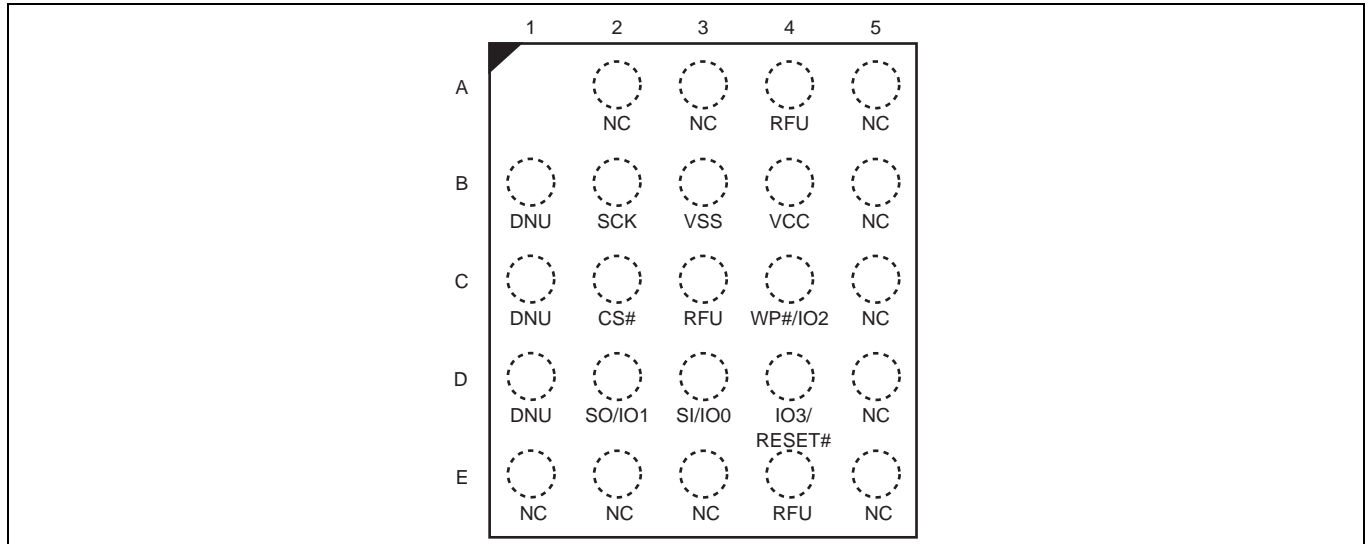 1 2 3 4 5
A
NC NC RFU NC
B
DNU SCK VSS VCC NC
C
DNU CS# RFU WP#/IO2 NC
D
DNU SO/IO1 SI/IO0 IO3/ NC
RESET#
E
NC NC NC RFU NC